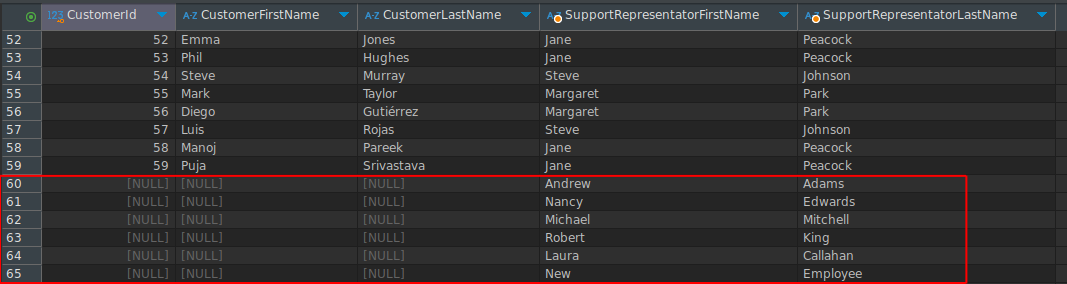 123 CustomerId A-Z CustomerFirstName A-Z CustomerLastName A-Z SupportRepresentatorFirstName A-Z SupportRepresentatorLastName
52 52 Emma Jones Jane Peacock
53 53 Phil Hughes Jane Peacock
54 54 Steve Murray Steve Johnson
55 55 Mark Taylor Margaret Park
56 56 Diego Gutiérrez Margaret Park
57 57 Luis Rojas Steve Johnson
58 58 Manoj Pareek Jane Peacock
59 59 Puja Srivastava Jane Peacock
60 [NULL] [NULL] [NULL] Andrew Adams
61 [NULL] [NULL] [NULL] Nancy Edwards
62 [NULL] [NULL] [NULL] Michael Mitchell
63 [NULL] [NULL] [NULL] Robert King
64 [NULL] [NULL] [NULL] Laura Callahan
65 [NULL] [NULL] [NULL] New Employee